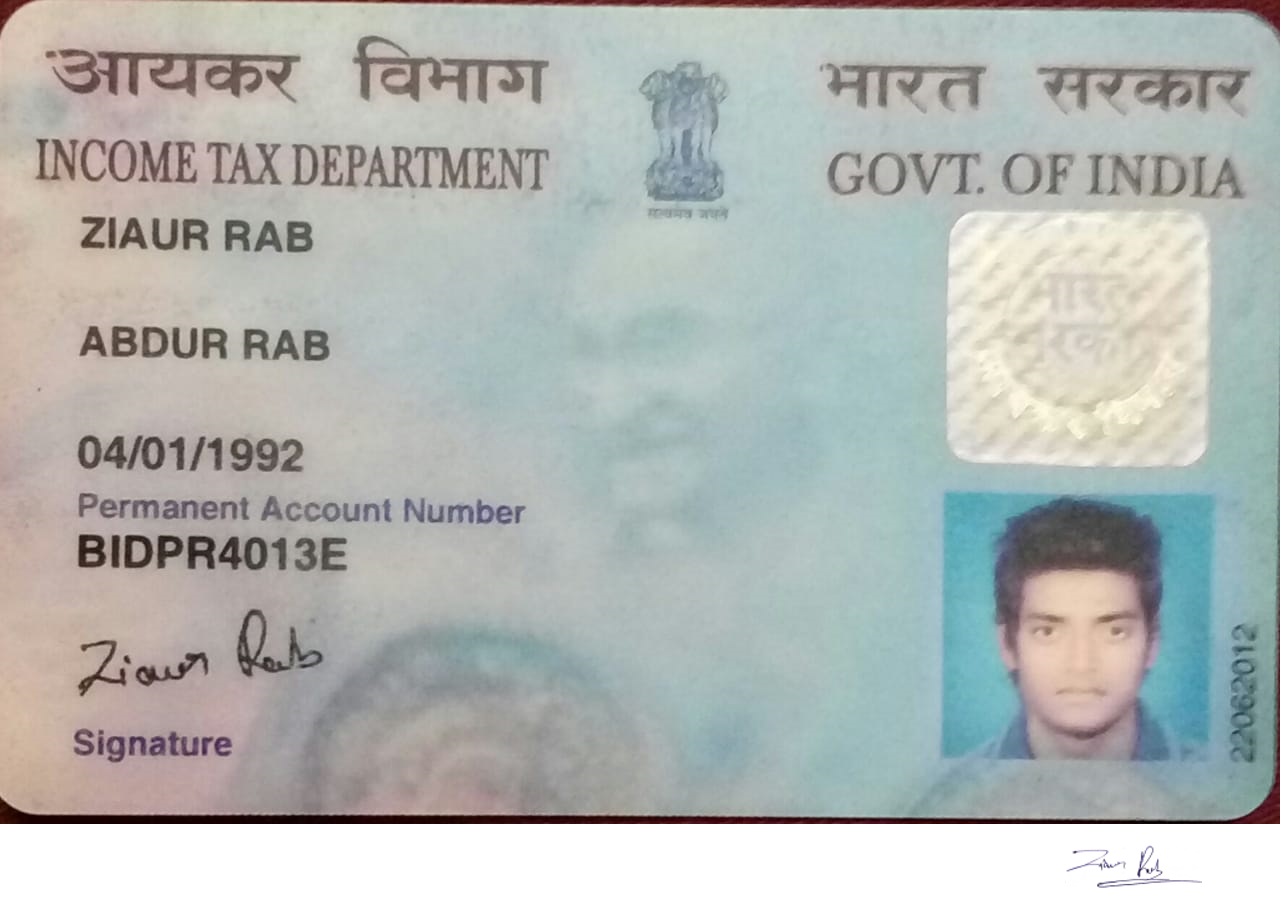 आयकर विभाग
भारत सरकार
INCOME TAX DEPARTMENT
GOVT. OF INDIA
सत्यमेव जयते
ZIAUR RAB
ABDUR RAB
04/01/1992
Permanent Account Number
BIDPR4013E
Ziaur Rab
Signature
22062012
Ziaur Rab